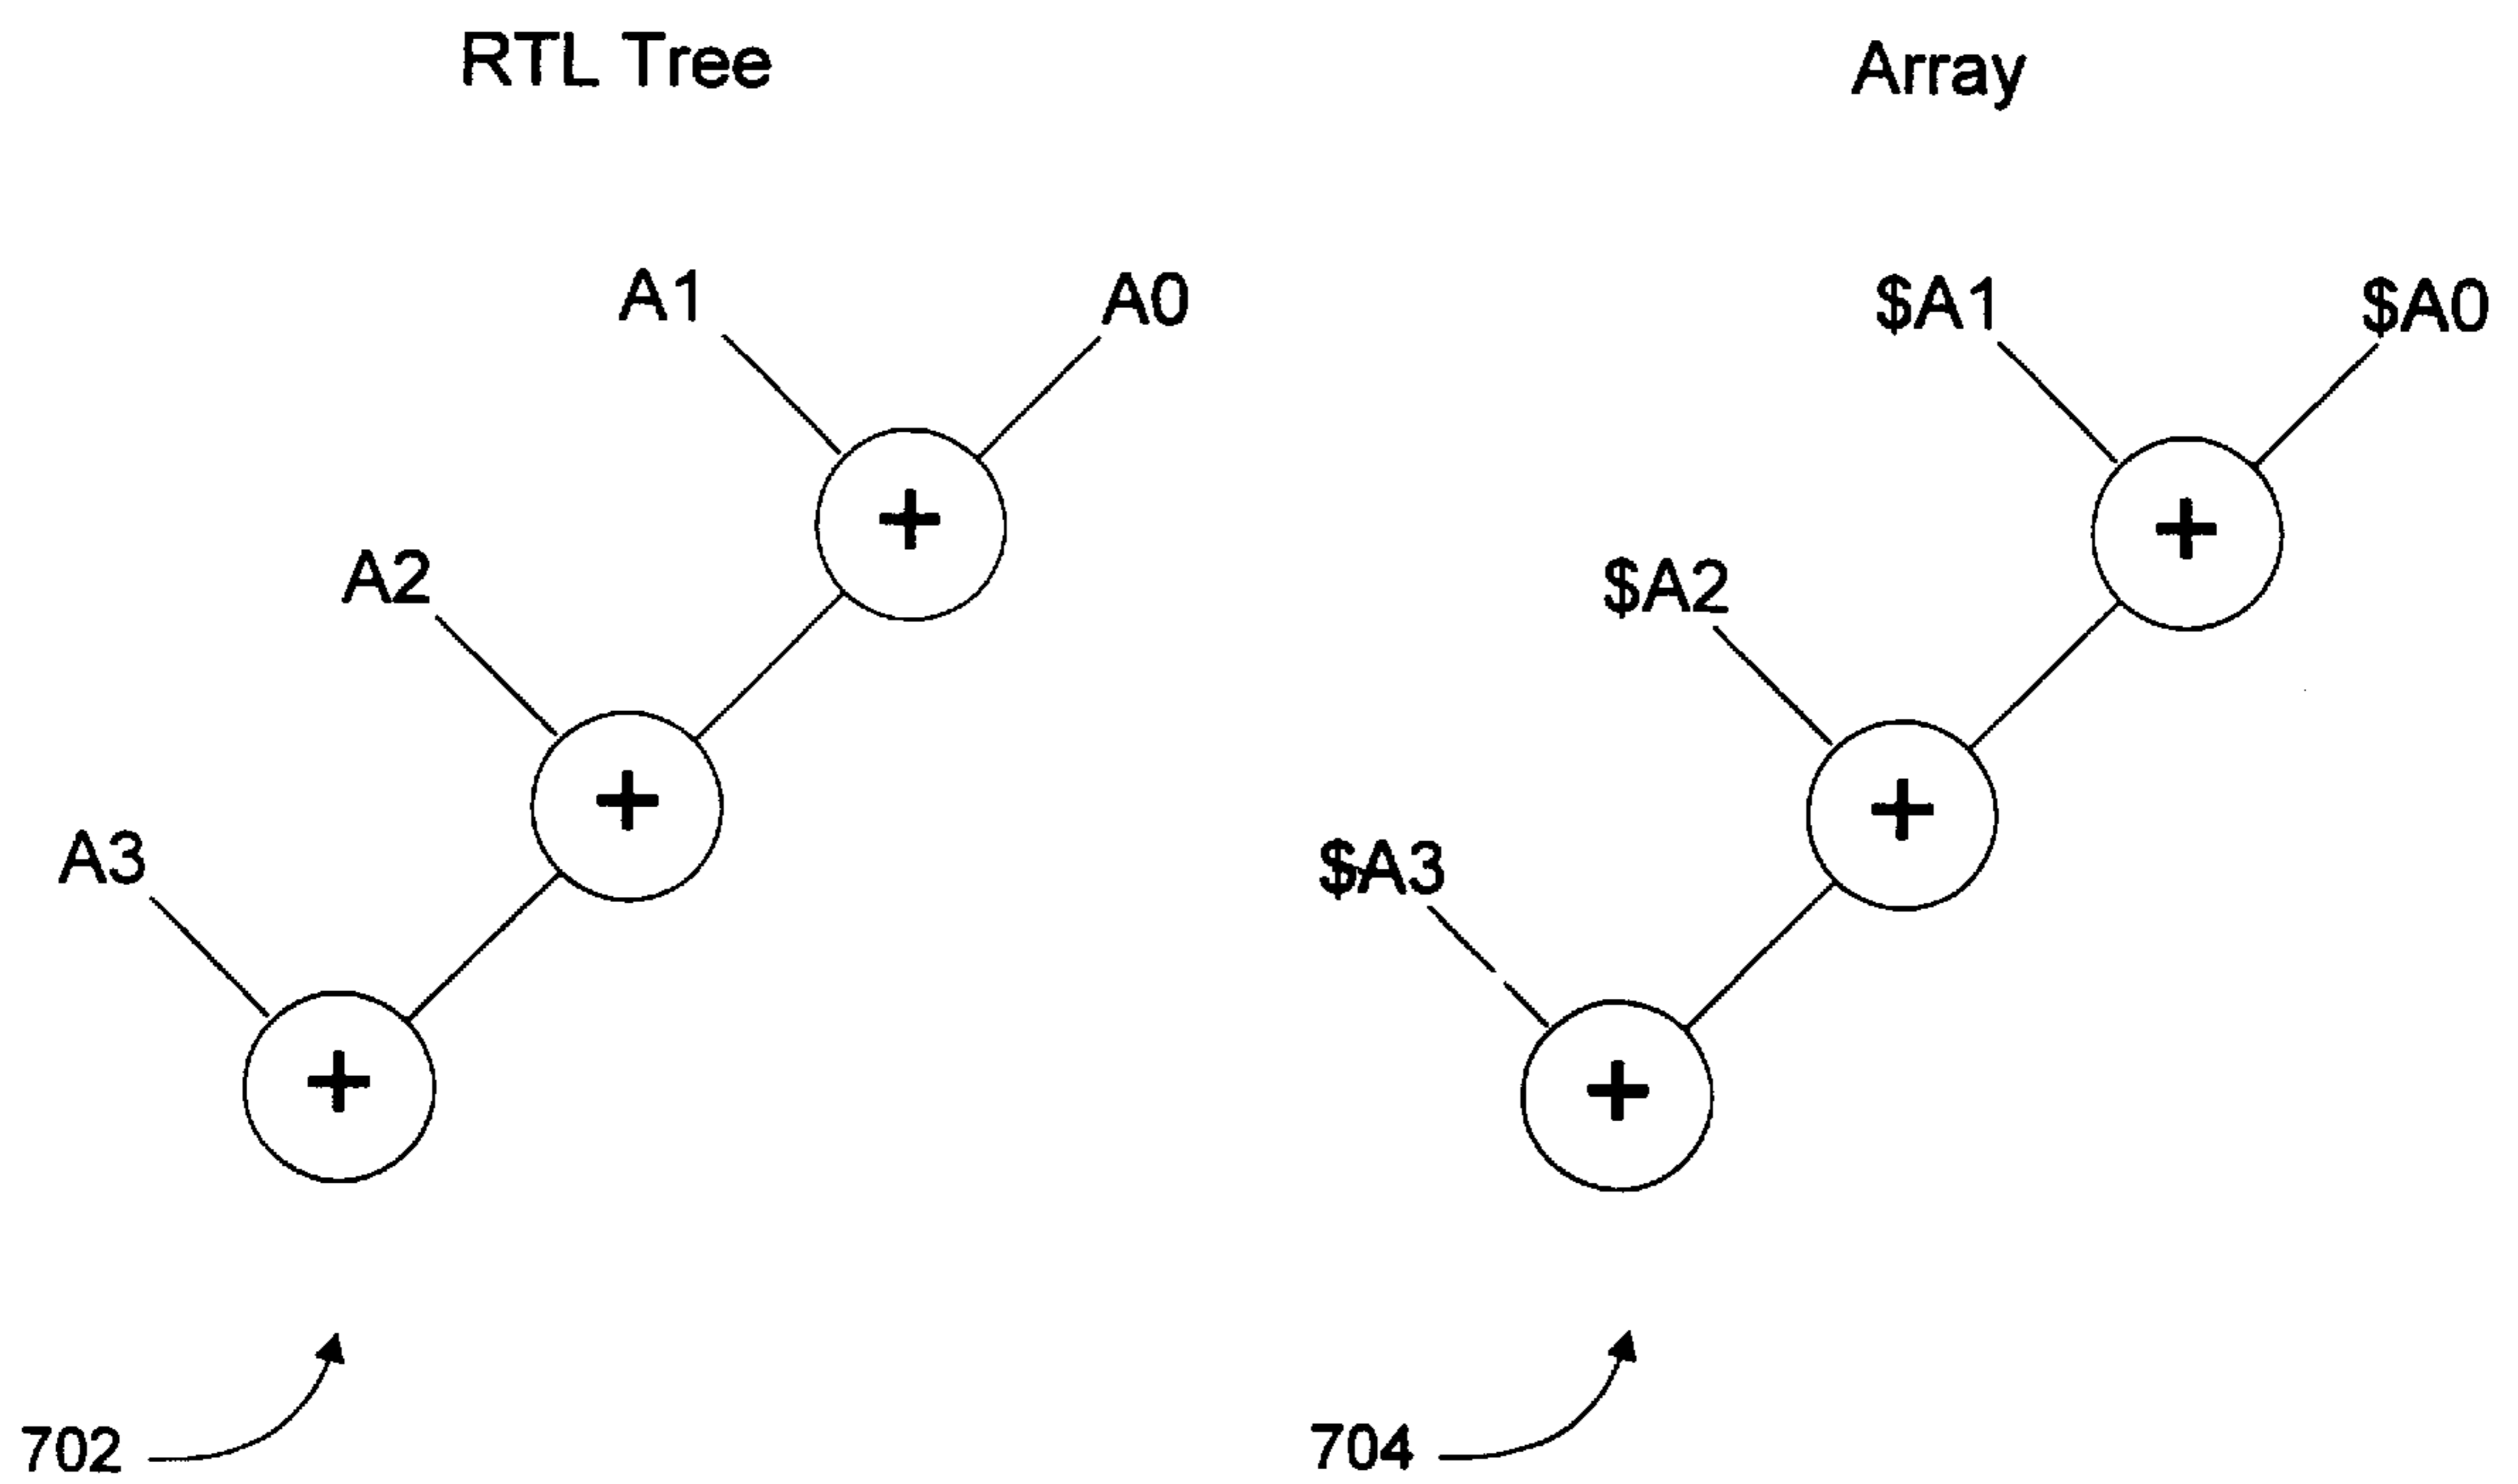 RTL Tree
Array
A1
A0
$A1
$A0
+
+
A2
$A2
+
+
A3
$A3
+
+
702
704